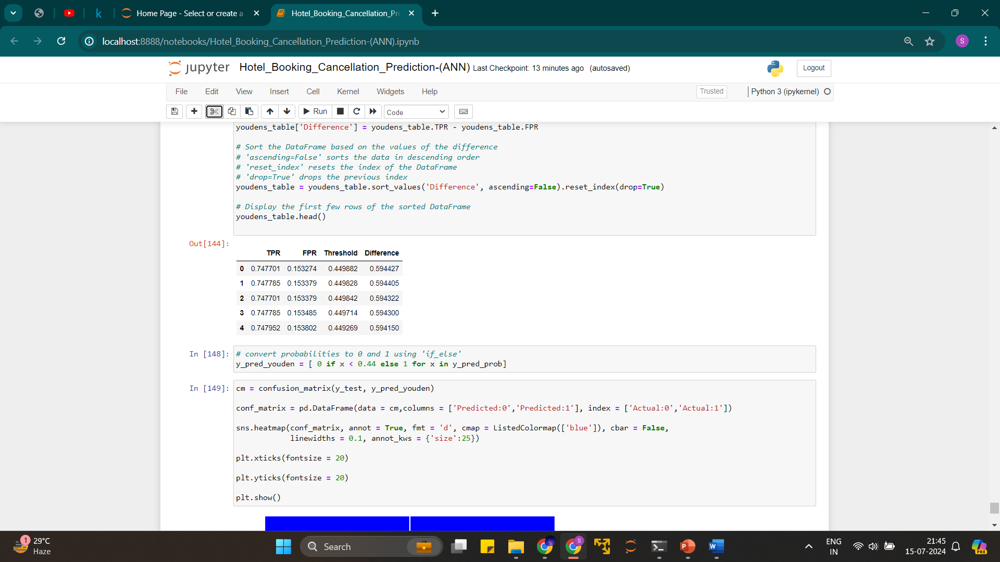 Home Page - Select or create a
Hotel_Booking_Cancellation_Pre
localhost:8888/notebooks/Hotel_Booking_Cancellation_Prediction-(ANN).ipynb
S
jupyter Hotel_Booking_Cancellation_Prediction-(ANN) Last Checkpoint: 13 minutes ago (autosaved)
Logout
File Edit View Insert Cell Kernel Widgets Help
Trusted
Python 3 (ipykernel)
Run
Code
youdens_table['Difference'] = youdens_table.TPR - youdens_table.FPR
# Sort the DataFrame based on the values of the difference
# 'ascending=False' sorts the data in descending order
# 'reset_index' resets the index of the DataFrame
# 'drop=True' drops the previous index
youdens_table = youdens_table.sort_values('Difference', ascending=False).reset_index(drop=True)
# Display the first few rows of the sorted DataFrame
youdens_table.head()
Out[144]:
TPR FPR Threshold Difference
0 0.747701 0.153274 0.449882 0.594427
1 0.747785 0.153379 0.449828 0.594405
2 0.747701 0.153379 0.449842 0.594322
3 0.747785 0.153485 0.449714 0.594300
4 0.747952 0.153802 0.449269 0.594150
In [148]: # convert probabilities to 0 and 1 using 'if_else'
y_pred_youden = [ 0 if x < 0.44 else 1 for x in y_pred_prob]
In [149]: cm = confusion_matrix(y_test, y_pred_youden)
conf_matrix = pd.DataFrame(data = cm,columns = ['Predicted:0','Predicted:1'], index = ['Actual:0','Actual:1'])
sns.heatmap(conf_matrix, annot = True, fmt = 'd', cmap = ListedColormap(['blue']), cbar = False,
linewidths = 0.1, annot_kws = {'size':25})
plt.xticks(fontsize = 20)
plt.yticks(fontsize = 20)
plt.show()
1
29°C
Haze
Search
S
P
W
ENG
IN
21:45
15-07-2024
PRE